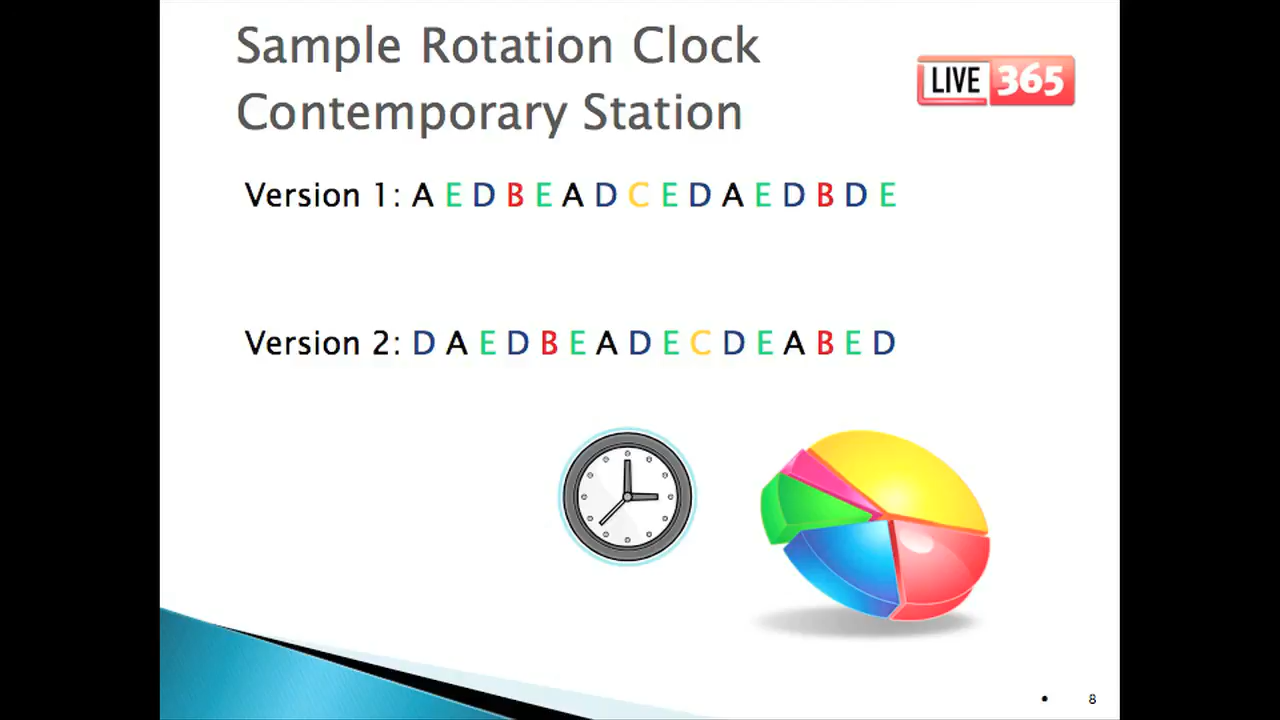 Sample Rotation Clock
Contemporary Station
LIVE 365
Version 1: A E D B E A D C E D A E D B D E
Version 2: D A E D B E A D E C D E A B E D
• 8